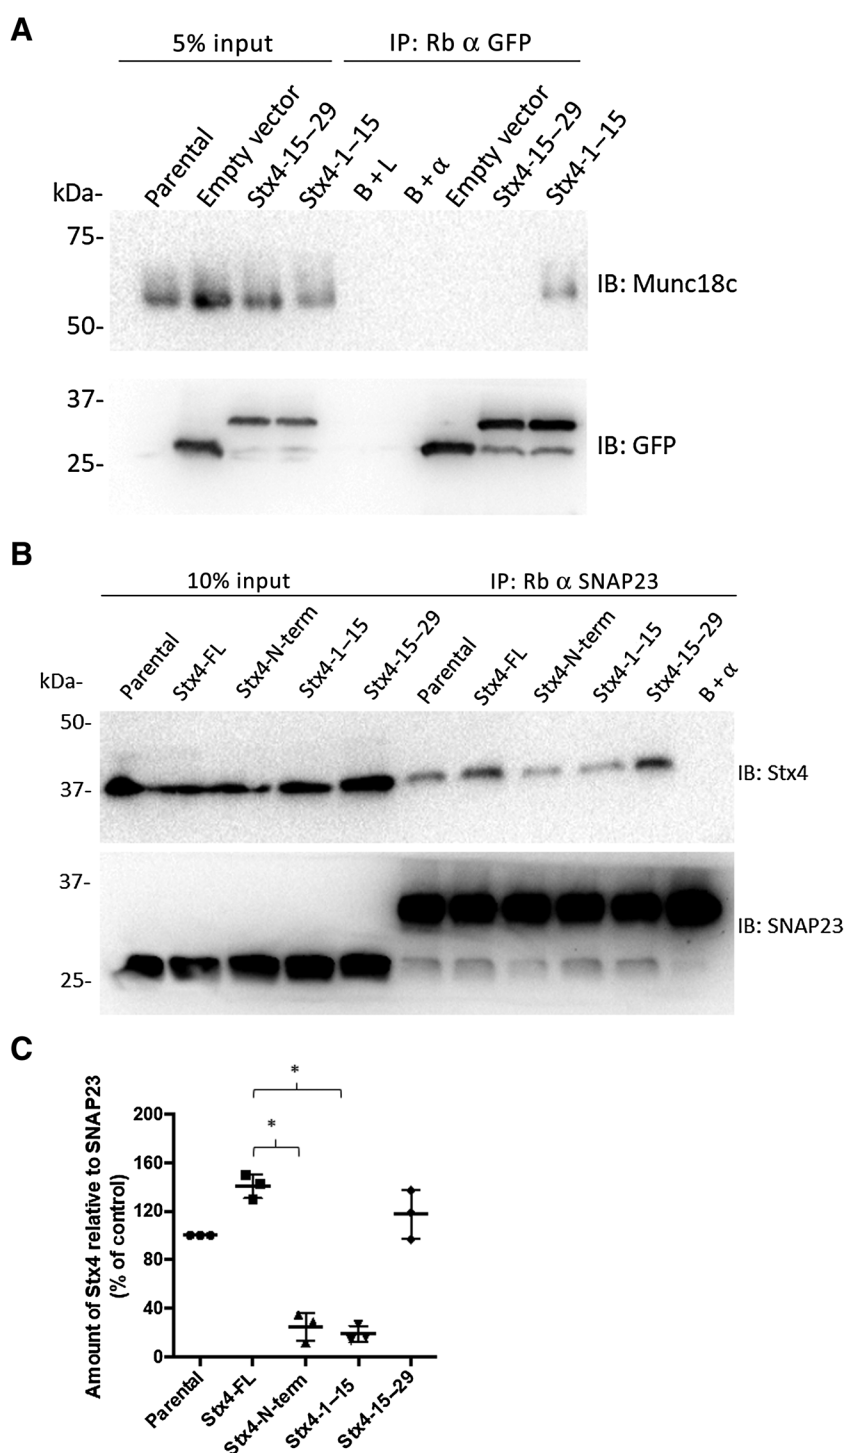 A
5% input
IP: Rb α GFP
Parental
Empty vector
Stx4-15–29
Stx4-1–15
B + L
B + α
Empty vector
Stx4-15–29
Stx4-1–15
kDa-
75-
50-
IB: Munc18c
37-
25-
IB: GFP
B
10% input
IP: Rb α SNAP23
Parental
Stx4-FL
Stx4-N-term
Stx4-1–15
Stx4-15–29
Parental
Stx4-FL
Stx4-N-term
Stx4-1–15
Stx4-15–29
B + α
kDa-
50-
37-
IB: Stx4
37-
25-
IB: SNAP23
C
Amount of Stx4 relative to SNAP23
(% of control)
200
160
120
80
40
0
*
*
Parental
Stx4-FL
Stx4-N-term
Stx4-1–15
Stx4-15–29